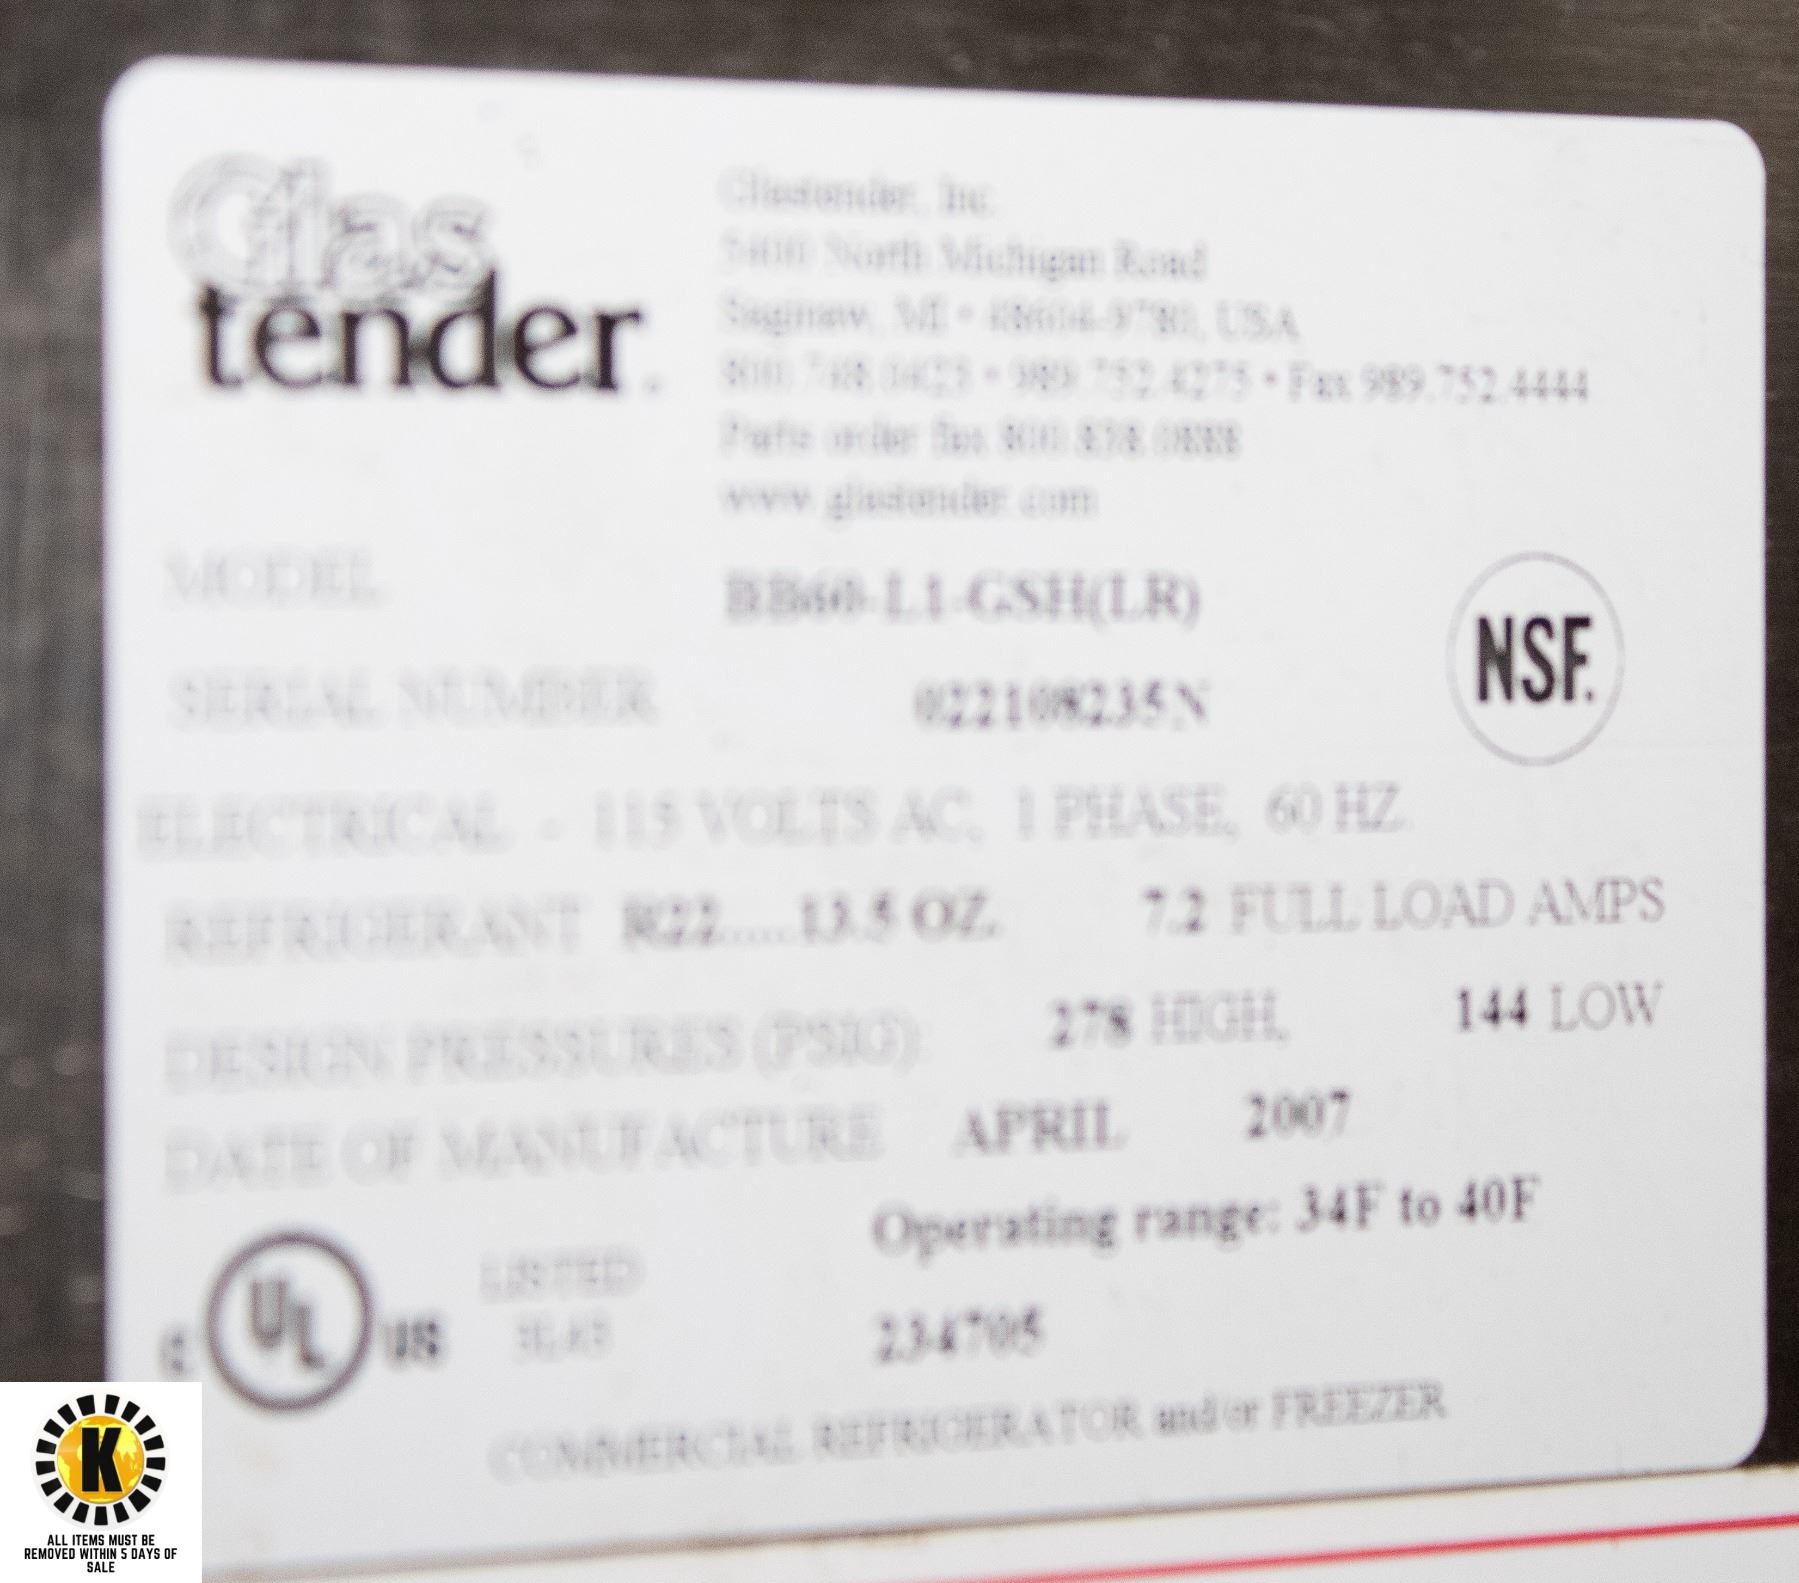 Glas
tender
Glastender, Inc.
5400 North Michigan Road
Saginaw, MI • 48604-9780, USA
800.748.0423 • 989.752.4275 • Fax 989.752.4444
Parts order fax 800.838.0888
www.glastender.com
MODEL BB60-L1-GSH(LR)
SERIAL NUMBER 022108235N
NSF.
ELECTRICAL - 115 VOLTS AC, 1 PHASE, 60 HZ
REFRIGERANT R22.....13.5 OZ. 7.2 FULL LOAD AMPS
DESIGN PRESSURES (PSIG) 278 HIGH, 144 LOW
DATE OF MANUFACTURE APRIL 2007
Operating range: 34F to 40F
C UL US LISTED
234705
COMMERCIAL REFRIGERATOR and/or FREEZER
K
ALL ITEMS MUST BE
REMOVED WITHIN 5 DAYS OF
SALE